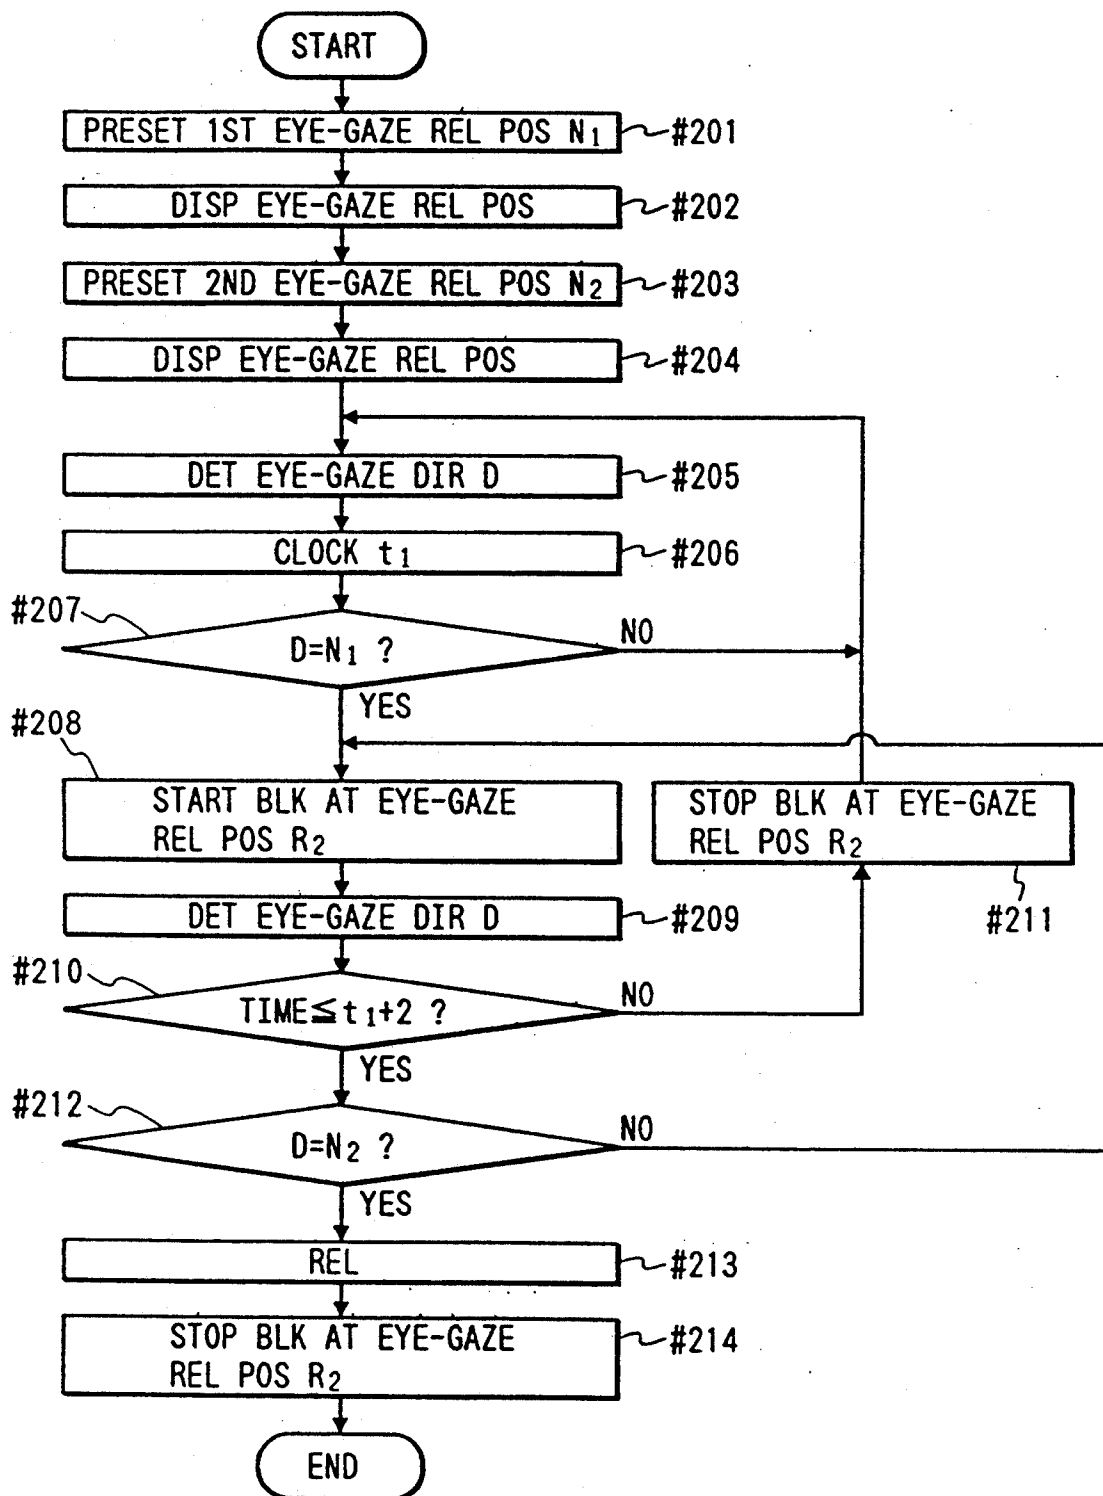 START
PRESET 1ST EYE-GAZE REL POS N1
#201
DISP EYE-GAZE REL POS
#202
PRESET 2ND EYE-GAZE REL POS N2
#203
DISP EYE-GAZE REL POS
#204
DET EYE-GAZE DIR D
#205
CLOCK t1
#206
#207
D=N1 ?
NO
YES
#208
START BLK AT EYE-GAZE
REL POS R2
STOP BLK AT EYE-GAZE
REL POS R2
#211
DET EYE-GAZE DIR D
#209
#210
TIME≦t1+2 ?
NO
YES
#212
D=N2 ?
NO
YES
REL
#213
STOP BLK AT EYE-GAZE
REL POS R2
#214
END